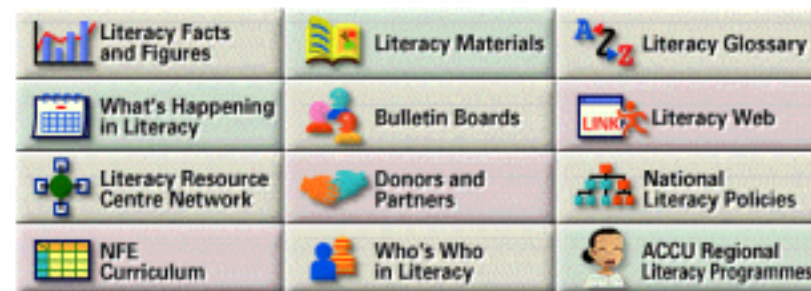 Literacy Facts
and Figures
Literacy Materials
A Z Z
Literacy Glossary
What's Happening
in Literacy
Bulletin Boards
LINK
Literacy Web
Literacy Resource
Centre Network
Donors and
Partners
National
Literacy Policies
NFE
Curriculum
Who's Who
in Literacy
ACCU Regional
Literacy Programmes